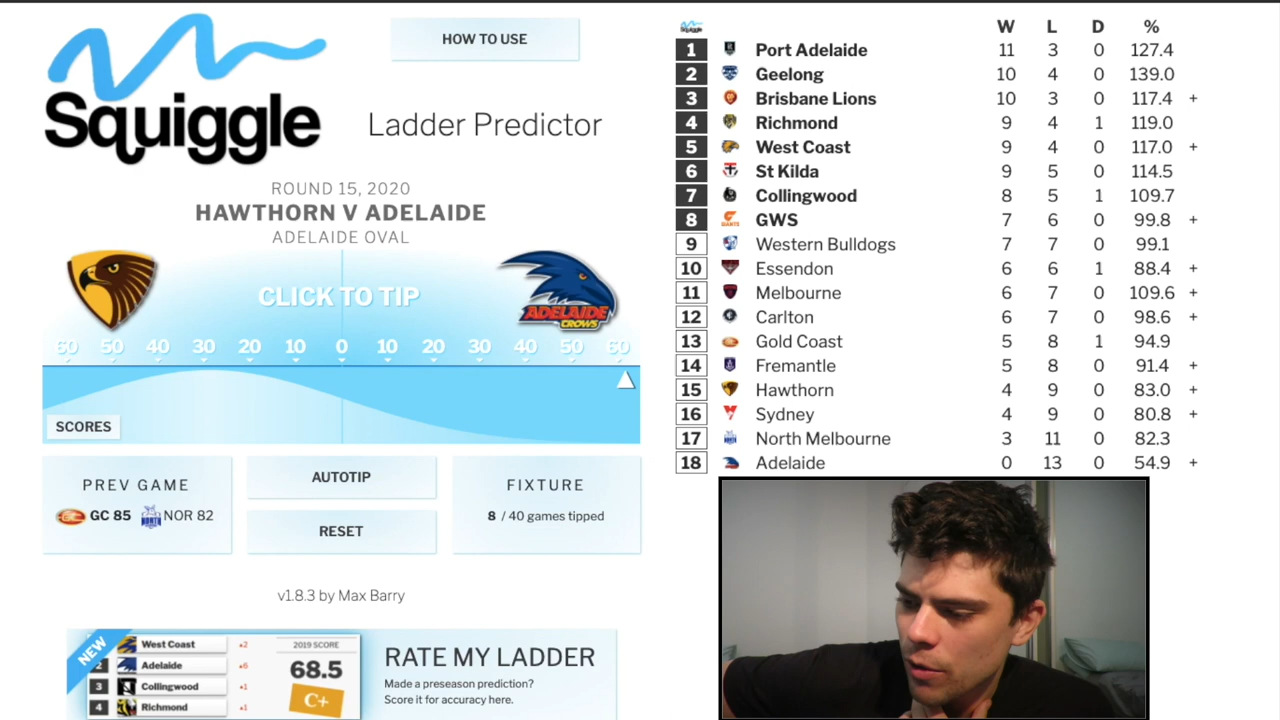 Squiggle
HOW TO USE
Ladder Predictor
ROUND 15, 2020
HAWTHORN V ADELAIDE
ADELAIDE OVAL
CLICK TO TIP
ADELAIDE
CROWS
60 50 40 30 20 10 0 10 20 30 40 50 60
SCORES
PREV GAME
GC 85 NOR 82
AUTOTIP
RESET
FIXTURE
8 / 40 games tipped
v1.8.3 by Max Barry
NEW
West Coast 2
2 Adelaide 6
3 Collingwood 1
4 Richmond 1
2019 SCORE
68.5
C+
RATE MY LADDER
Made a preseason prediction?
Score it for accuracy here.
W L D %
1 Port Adelaide 11 3 0 127.4
2 Geelong 10 4 0 139.0
3 Brisbane Lions 10 3 0 117.4 +
4 Richmond 9 4 1 119.0
5 West Coast 9 4 0 117.0 +
6 St Kilda 9 5 0 114.5
7 Collingwood 8 5 1 109.7
8 GWS 7 6 0 99.8 +
9 Western Bulldogs 7 7 0 99.1
10 Essendon 6 6 1 88.4 +
11 Melbourne 6 7 0 109.6 +
12 Carlton 6 7 0 98.6 +
13 Gold Coast 5 8 1 94.9
14 Fremantle 5 8 0 91.4 +
15 Hawthorn 4 9 0 83.0 +
16 Sydney 4 9 0 80.8 +
17 North Melbourne 3 11 0 82.3
18 Adelaide 0 13 0 54.9 +